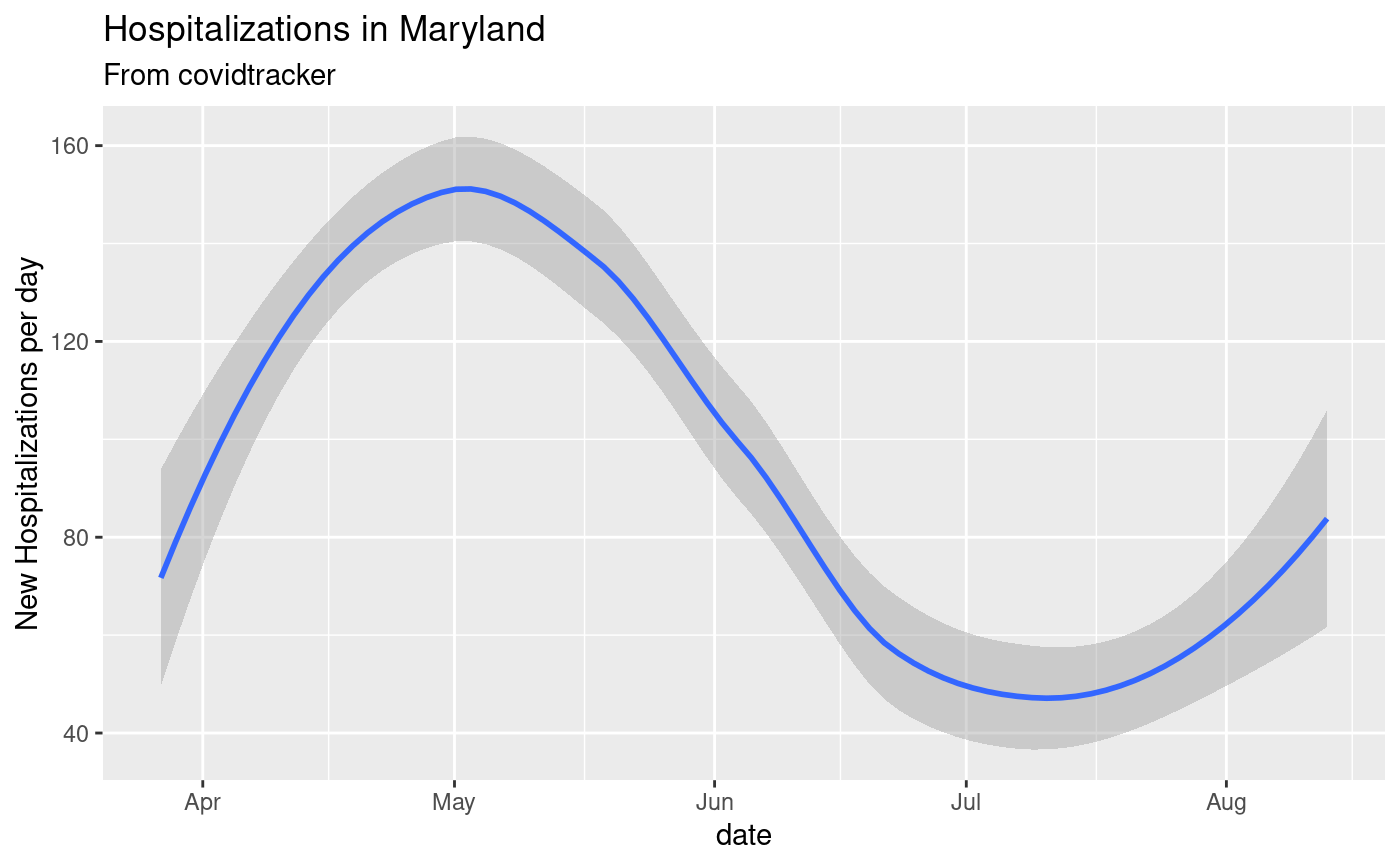 Hospitalizations in Maryland
From covidtracker
New Hospitalizations per day
160
120
80
40
Apr May Jun Jul Aug
date